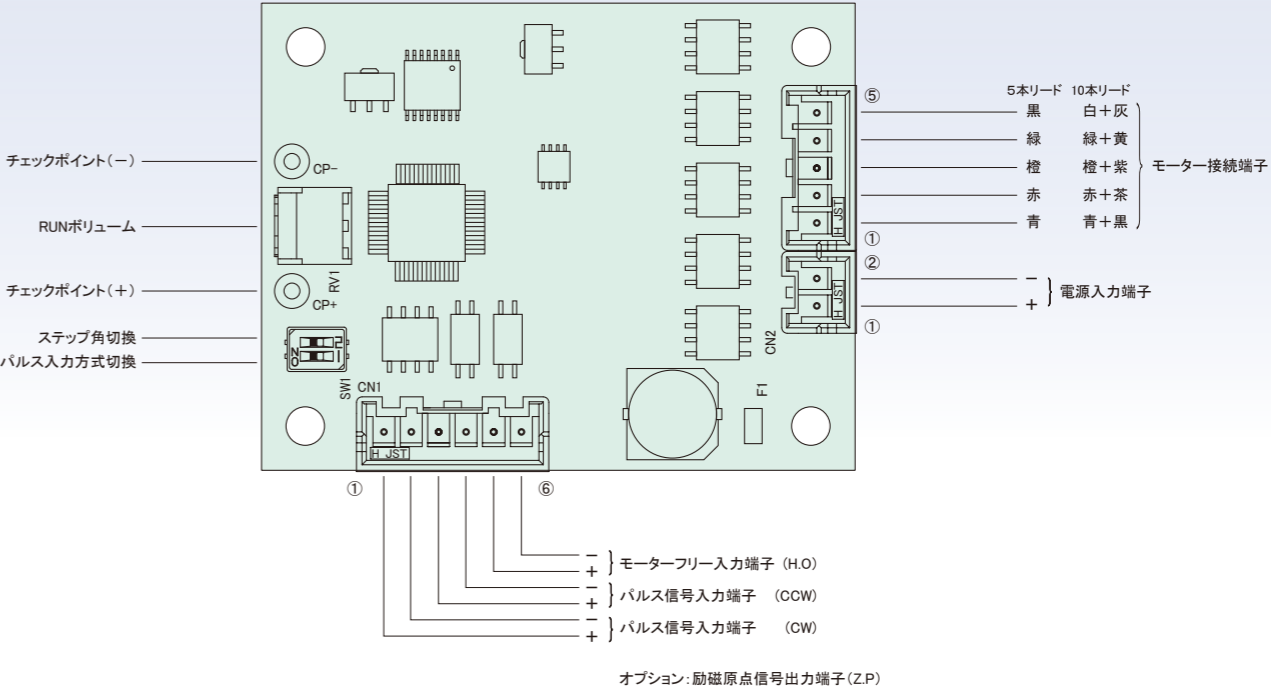 チェックポイント(－)
RUNボリューム
チェックポイント(＋)
ステップ角切換
パルス入力方式切換
CP-
RV1
CP+
ON
1 2
SW1
CN1
H JST
① ⑥
F1
CN2
⑤
H JST
①
②
H JST
①
5本リード 10本リード
黒 白＋灰
緑 緑＋黄
橙 橙＋紫
赤 赤＋茶
青 青＋黒
モーター接続端子
－
＋
電源入力端子
－
＋
モーターフリー入力端子 (H.O)
－
＋
パルス信号入力端子 (CCW)
－
＋
パルス信号入力端子 (CW)
オプション：励磁原点信号出力端子(Z.P)